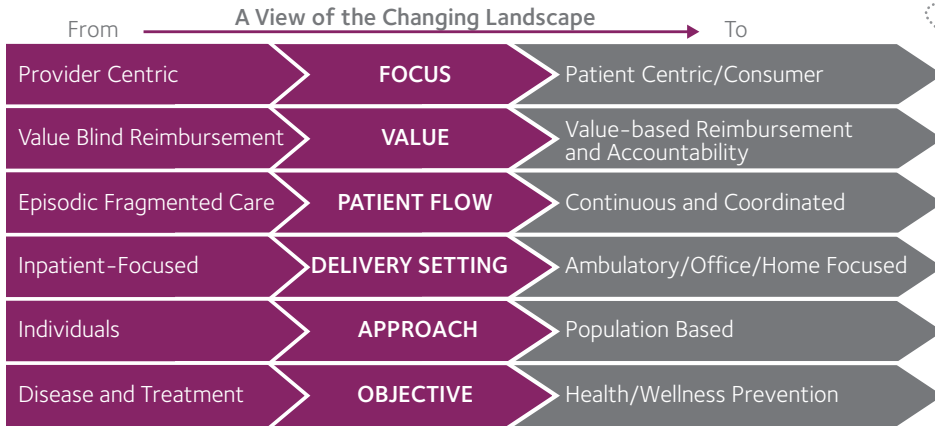 A View of the Changing Landscape
From To
Provider Centric FOCUS Patient Centric/Consumer
Value Blind Reimbursement VALUE Value-based Reimbursement
and Accountability
Episodic Fragmented Care PATIENT FLOW Continuous and Coordinated
Inpatient-Focused DELIVERY SETTING Ambulatory/Office/Home Focused
Individuals APPROACH Population Based
Disease and Treatment OBJECTIVE Health/Wellness Prevention